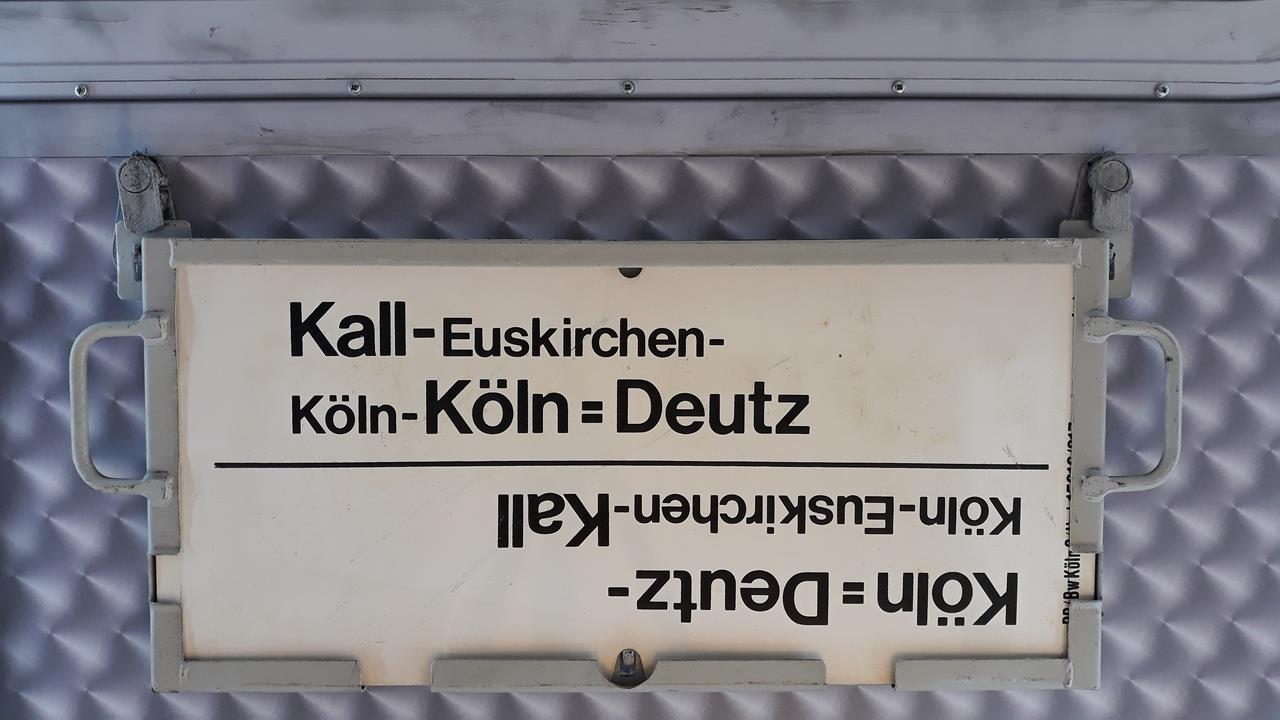 Kall-Euskirchen-
Köln-Köln=Deutz
Köln=Deutz-
Köln-Euskirchen-Kall